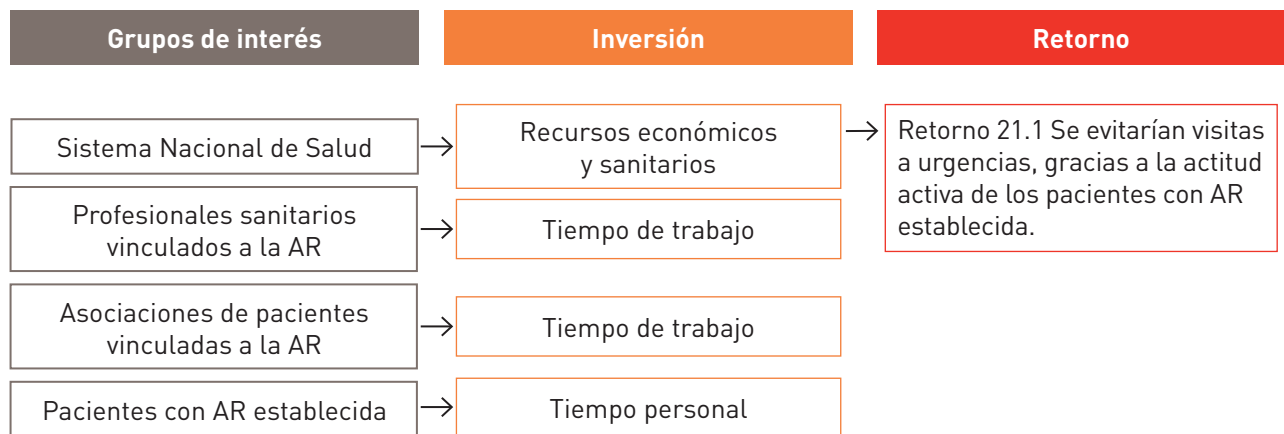 Grupos de interés
Inversión
Retorno
Sistema Nacional de Salud
→
Recursos económicos
y sanitarios
→
Retorno 21.1 Se evitarían visitas
a urgencias, gracias a la actitud
activa de los pacientes con AR
establecida.
Profesionales sanitarios
vinculados a la AR
→
Tiempo de trabajo
Asociaciones de pacientes
vinculadas a la AR
→
Tiempo de trabajo
Pacientes con AR establecida
→
Tiempo personal